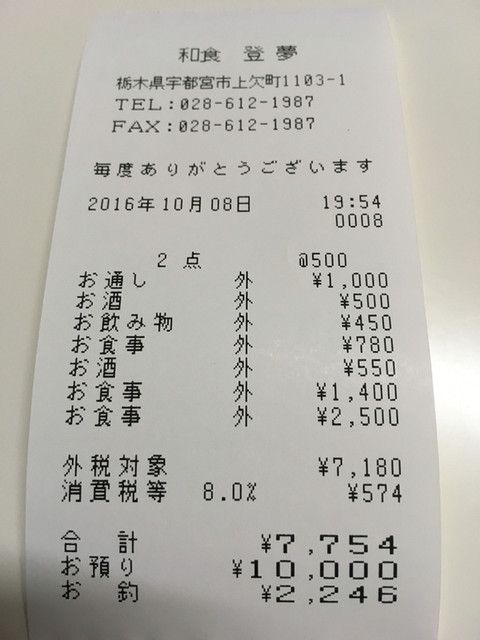 和食 登夢
栃木県宇都宮市上欠町1103-1
TEL:028-612-1987
FAX:028-612-1987
毎度ありがとうございます
2016年10月08日 19:54
0008
2点 @500
お通し 外 ¥1,000
お酒 外 ¥500
お飲み物 外 ¥450
お食事 外 ¥780
お酒 外 ¥550
お食事 外 ¥1,400
お食事 外 ¥2,500
外税対象 ¥7,180
消費税等 8.0% ¥574
合 計 ¥7,754
お預り ¥10,000
お 釣 ¥2,246